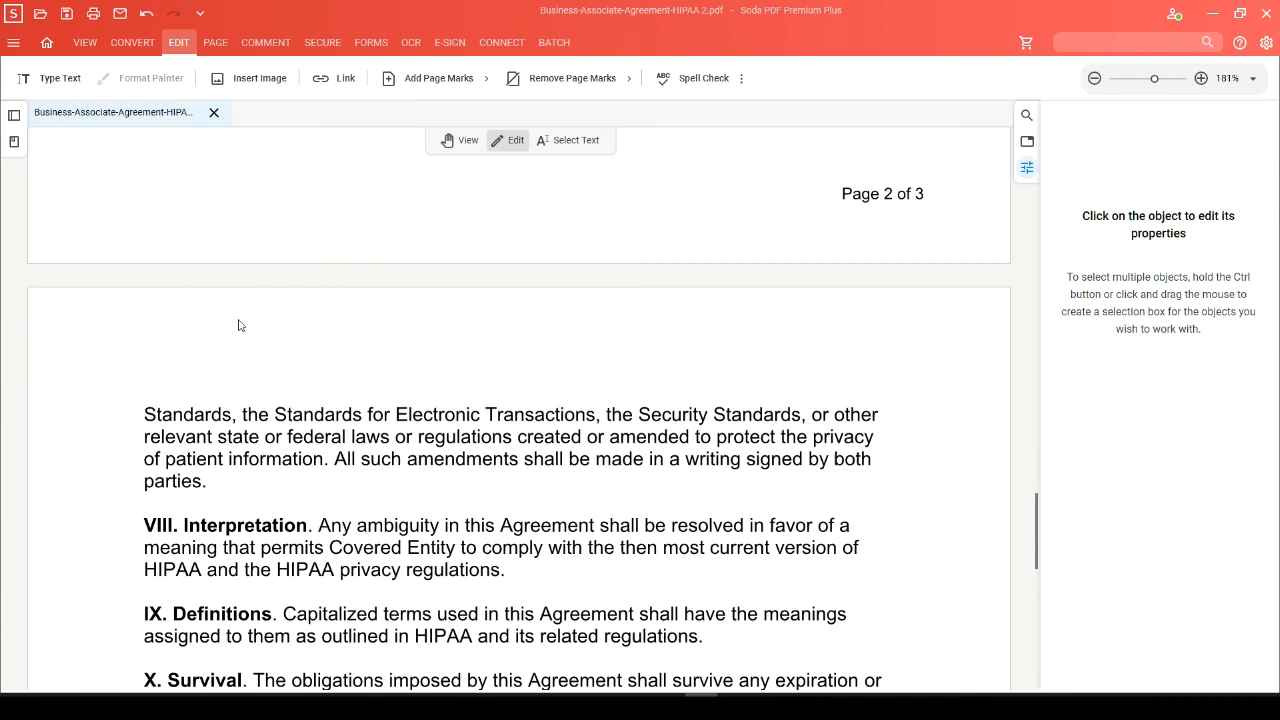 S
Business-Associate-Agreement-HIPAA 2.pdf - Soda PDF Premium Plus
VIEW CONVERT EDIT PAGE COMMENT SECURE FORMS OCR E-SIGN CONNECT BATCH
Type Text Format Painter Insert Image Link Add Page Marks Remove Page Marks ABC Spell Check 181%
Business-Associate-Agreement-HIPA...
View Edit Select Text
Page 2 of 3
Click on the object to edit its
properties
To select multiple objects, hold the Ctrl
button or click and drag the mouse to
create a selection box for the objects you
wish to work with.
Standards, the Standards for Electronic Transactions, the Security Standards, or other
relevant state or federal laws or regulations created or amended to protect the privacy
of patient information. All such amendments shall be made in a writing signed by both
parties.
VIII. Interpretation. Any ambiguity in this Agreement shall be resolved in favor of a
meaning that permits Covered Entity to comply with the then most current version of
HIPAA and the HIPAA privacy regulations.
IX. Definitions. Capitalized terms used in this Agreement shall have the meanings
assigned to them as outlined in HIPAA and its related regulations.
X. Survival. The obligations imposed by this Agreement shall survive any expiration or